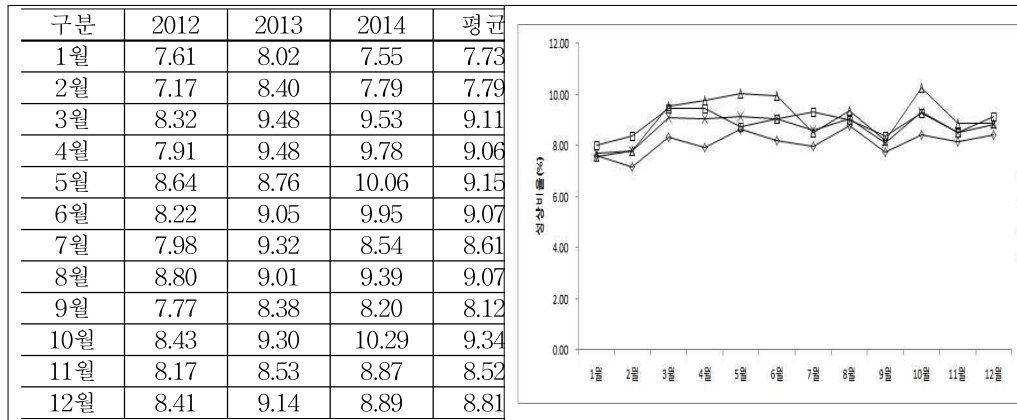 구분 2012 2013 2014 평균
1월 7.61 8.02 7.55 7.73
2월 7.17 8.40 7.79 7.79
3월 8.32 9.48 9.53 9.11
4월 7.91 9.48 9.78 9.06
5월 8.64 8.76 10.06 9.15
6월 8.22 9.05 9.95 9.07
7월 7.98 9.32 8.54 8.61
8월 8.80 9.01 9.39 9.07
9월 7.77 8.38 8.20 8.12
10월 8.43 9.30 10.29 9.34
11월 8.17 8.53 8.87 8.52
12월 8.41 9.14 8.89 8.81
성상비율(%)
12.00
10.00
8.00
6.00
4.00
2.00
0.00
1월 2월 3월 4월 5월 6월 7월 8월 9월 10월 11월 12월